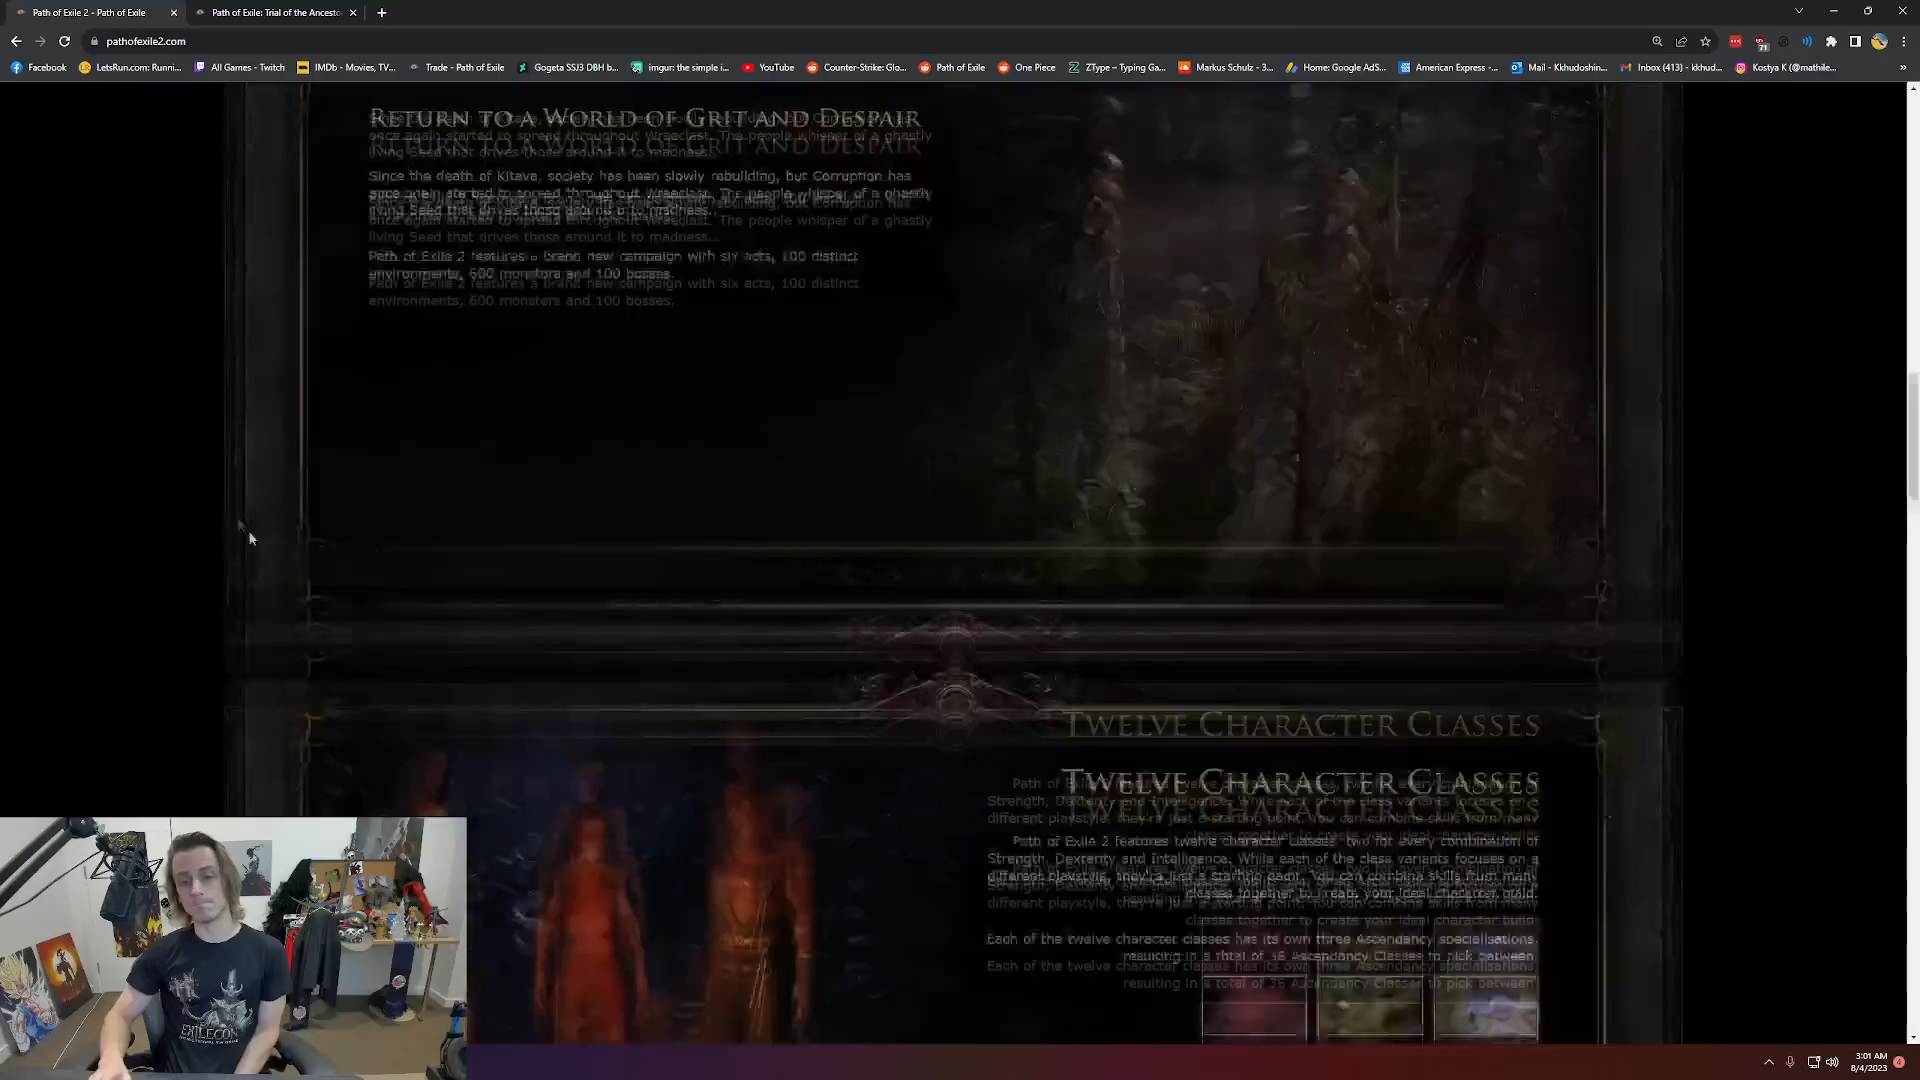 Path of Exile 2 - Path of Exile
Path of Exile: Trial of the Ancesto
pathofexile2.com
71
Facebook
LetsRun.com: Runni...
All Games - Twitch
IMDb - Movies, TV...
Trade - Path of Exile
Gogeta SSJ3 DBH b...
imgur: the simple i...
YouTube
Counter-Strike: Glo...
Path of Exile
One Piece
ZType – Typing Ga...
Markus Schulz - 3...
Home: Google AdS...
American Express -...
Mail - Kkhudoshin...
Inbox (413) - kkhud...
Kostya K (@mathile...
Return to a World of Grit and Despair
Since the death of Kitava, society has been slowly rebuilding, but Corruption has
once again started to spread throughout Wraeclast. The people whisper of a ghastly
living Seed that drives those around it to madness...
Path of Exile 2 features a brand new campaign with six acts, 100 distinct
environments, 600 monsters and 100 bosses.
Twelve Character Classes
Path of Exile 2 features twelve character classes, two for every combination of
Strength, Dexterity and Intelligence. While each of the class variants focuses on a
different playstyle, they're just a starting point. You can combine skills from many
classes together to create your ideal character build.
Each of the twelve character classes has its own three Ascendancy specialisations,
resulting in a total of 36 Ascendancy Classes to pick between
EXILECON
3:01 AM
8/4/2023
4